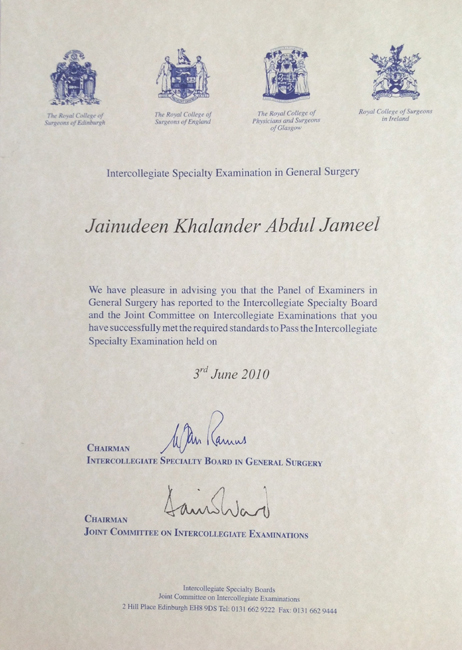 The Royal College of
Surgeons of Edinburgh
The Royal College of
Surgeons of England
The Royal College of
Physicians and Surgeons
of Glasgow
Royal College of Surgeons
in Ireland
Intercollegiate Specialty Examination in General Surgery
Jainudeen Khalander Abdul Jameel
We have pleasure in advising you that the Panel of Examiners in
General Surgery has reported to the Intercollegiate Specialty Board
and the Joint Committee on Intercollegiate Examinations that you
have successfully met the required standards to Pass the Intercollegiate
Specialty Examination held on
3rd June 2010
CHAIRMAN
INTERCOLLEGIATE SPECIALTY BOARD IN GENERAL SURGERY
CHAIRMAN
JOINT COMMITTEE ON INTERCOLLEGIATE EXAMINATIONS
Intercollegiate Specialty Boards
Joint Committee on Intercollegiate Examinations
2 Hill Place Edinburgh EH8 9DS Tel: 0131 662 9222 Fax: 0131 662 9444